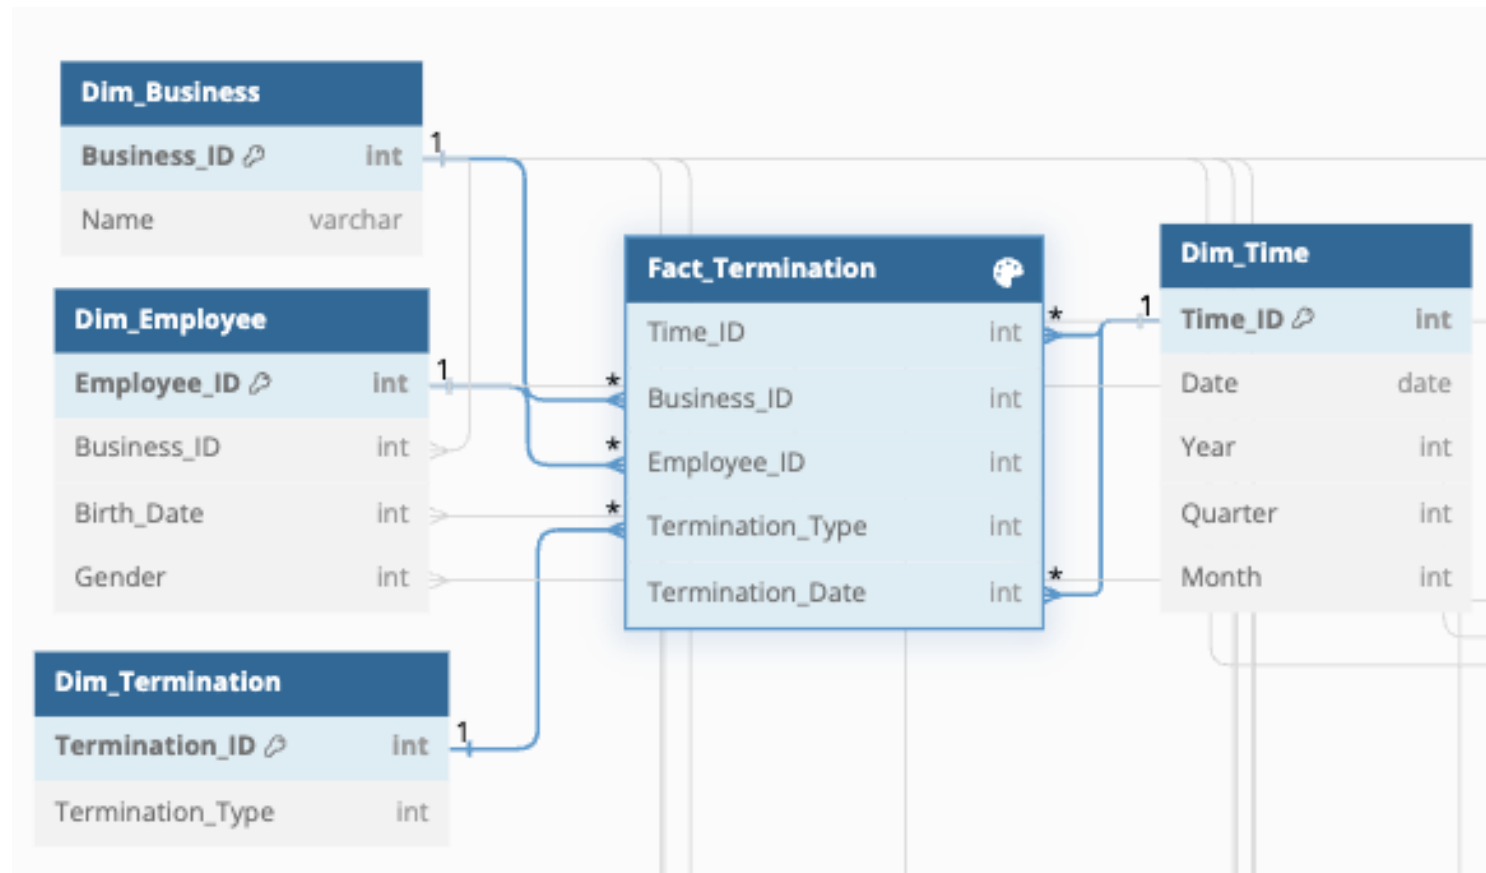 Dim_Business
Business_ID int
Name varchar
1
Dim_Employee
Employee_ID int
Business_ID int
Birth_Date int
Gender int
1
Dim_Termination
Termination_ID int
Termination_Type int
1
Fact_Termination
Time_ID int
Business_ID int
Employee_ID int
Termination_Type int
Termination_Date int
*
*
*
*
*
1
Dim_Time
Time_ID int
Date date
Year int
Quarter int
Month int